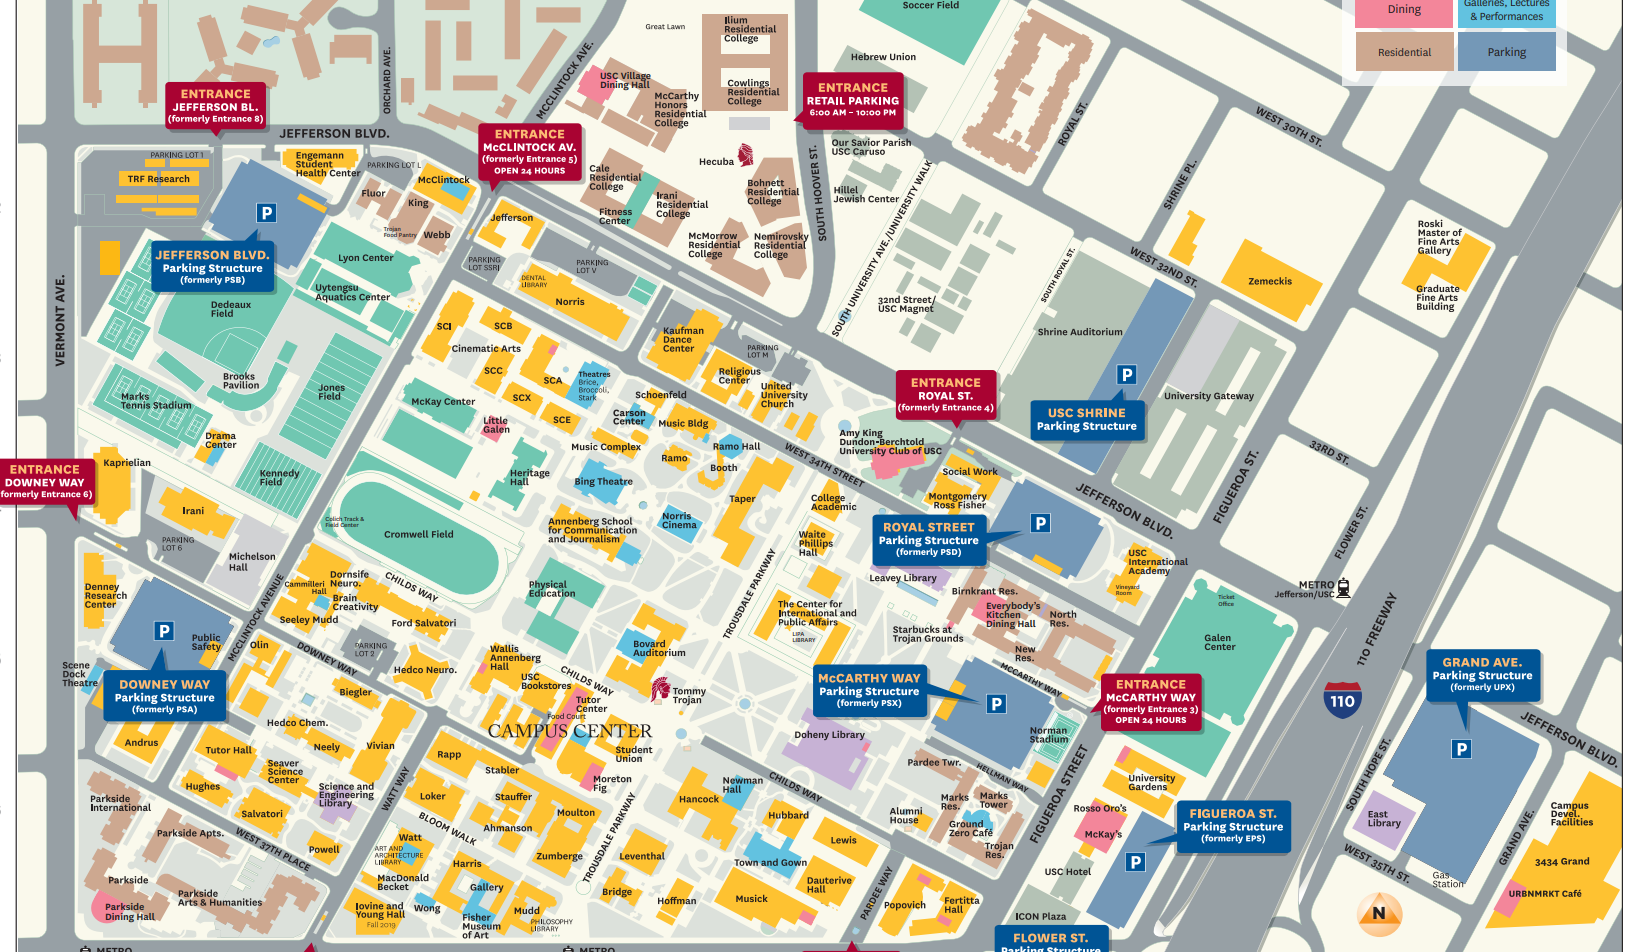 Soccer Field
Dining
Galleries, Lectures
& Performances
Residential
Parking
Great Lawn
Ilium
Residential
College
Hebrew Union
Cowlings
Residential
College
USC Village
Dining Hall
McCarthy
Honors
Residential
College
ORCHARD AVE.
MCCLINTOCK AVE.
ENTRANCE
JEFFERSON BL.
(formerly Entrance 8)
ENTRANCE
RETAIL PARKING
6:00 AM – 10:00 PM
JEFFERSON BLVD.
ENTRANCE
McCLINTOCK AV.
(formerly Entrance 5)
OPEN 24 HOURS
ROYAL ST.
WEST 30TH ST.
PARKING LOT 1
TRF Research
Engemann
Student
Health Center
PARKING LOT L
McClintock
Fluor
King
Trojan
Food Pantry
Webb
Jefferson
Hecuba
Cale
Residential
College
Irani
Residential
College
Fitness
Center
Bohnett
Residential
College
McMorrow
Residential
College
Nemirovsky
Residential
College
SOUTH HOOVER ST.
Our Savior Parish
USC Caruso
Hillel
Jewish Center
SOUTH UNIVERSITY AVE./UNIVERSITY WALK
SHRINE PL.
P
JEFFERSON BLVD.
Parking Structure
(formerly PSB)
Lyon Center
Uytengsu
Aquatics Center
PARKING
LOT SSRI
PARKING
LOT V
DENTAL
LIBRARY
Norris
SOUTH ROYAL ST.
WEST 32ND ST.
Zemeckis
Roski
Master of
Fine Arts
Gallery
Graduate
Fine Arts
Building
VERMONT AVE.
Dedeaux
Field
32nd Street/
USC Magnet
Shrine Auditorium
SCI
SCB
Cinematic Arts
SCC
SCA
SCX
SCE
Kaufman
Dance
Center
PARKING
LOT M
Theatres
Brice,
Broccoli,
Stark
Religious
Center
United
University
Church
Brooks
Pavilion
Jones
Field
Marks
Tennis Stadium
McKay Center
Little
Galen
Schoenfeld
Carson
Center
Music Bldg
P
USC SHRINE
Parking Structure
University Gateway
ENTRANCE
ROYAL ST.
(formerly Entrance 4)
Drama
Center
Music Complex
Ramo Hall
Ramo
Booth
WEST 34TH STREET
Amy King
Dundon-Berchtold
University Club of USC
Social Work
33RD ST.
ENTRANCE
DOWNEY WAY
formerly Entrance 6)
Kaprielian
Kennedy
Field
Heritage
Hall
Bing Theatre
Taper
College
Academic
Montgomery
Ross Fisher
JEFFERSON BLVD.
FIGUEROA ST.
FLOWER ST.
Irani
Colich Track &
Field Center
Cromwell Field
Annenberg School
for Communication
and Journalism
Norris
Cinema
Waite
Phillips
Hall
ROYAL STREET
Parking Structure
(formerly PSD)
P
PARKING
LOT 6
Michelson
Hall
Leavey Library
USC
International
Academy
Vineyard
Room
METRO
Jefferson/USC
Denney
Research
Center
Cammilleri
Hall
Dornsife
Neuro.
Brain
Creativity
Seeley Mudd
CHILDS WAY
Ford Salvatori
Physical
Education
TROUSDALE PARKWAY
The Center for
International and
Public Affairs
LIPA
LIBRARY
Birnkrant Res.
Everybody's
Kitchen
Dining Hall
North
Res.
Starbucks at
Trojan Grounds
New
Res.
Ticket
Office
Galen
Center
110 FREEWAY
P
Public
Safety
MCCLINTOCK AVENUE
Olin
DOWNEY WAY
PARKING
LOT 2
Hedco Neuro.
Wallis
Annenberg
Hall
USC
Bookstores
CHILDS WAY
Bovard
Auditorium
Tommy
Trojan
McCARTHY WAY
Parking Structure
(formerly PSX)
MCCARTHY WAY
P
ENTRANCE
McCARTHY WAY
(formerly Entrance 3)
OPEN 24 HOURS
110
GRAND AVE.
Parking Structure
(formerly UPX)
P
Scene
Dock
Theatre
DOWNEY WAY
Parking Structure
(formerly PSA)
Biegler
Tutor
Center
Food Court
CAMPUS CENTER
Hedco Chem.
Andrus
Tutor Hall
Neely
Vivian
Rapp
Stabler
Student
Union
Doheny Library
Norman
Stadium
Pardee Twr.
HELLMAN WAY
JEFFERSON BLVD.
SOUTH HOPE ST.
Seaver
Science
Center
Hughes
Science and
Engineering
Library
WATT WAY
Loker
Stauffer
Moreton
Fig
Moulton
Newman
Hall
Hancock
CHILDS WAY
Hubbard
University
Gardens
FIGUEROA STREET
Parkside
International
Salvatori
BLOOM WALK
Ahmanson
Alumni
House
Marks
Res.
Marks
Tower
Ground
Zero Café
Trojan
Res.
Rosso Oro's
McKay's
FIGUEROA ST.
Parking Structure
(formerly EPS)
P
East
Library
Campus
Devel.
Facilities
GRAND AVE.
Parkside Apts.
WEST 37TH PLACE
Powell
Watt
ART AND
ARCHITECTURE
LIBRARY
Harris
Zumberge
TROUSDALE PARKWAY
Leventhal
Town and Gown
Lewis
WEST 35TH ST.
3434 Grand
Gas
Station
URBNMRKT Café
USC Hotel
Parkside
Parkside
Arts & Humanities
MacDonald
Becket
Gallery
Bridge
Dauterive
Hall
PARDEE WAY
Parkside
Dining Hall
Iovine and
Young Hall
Fall 2019
Wong
Fisher
Museum
of Art
Mudd
PHILOSOPHY
LIBRARY
Hoffman
Musick
Popovich
Fertitta
Hall
ICON Plaza
N
METRO
METRO
FLOWER ST.
Parking Structure